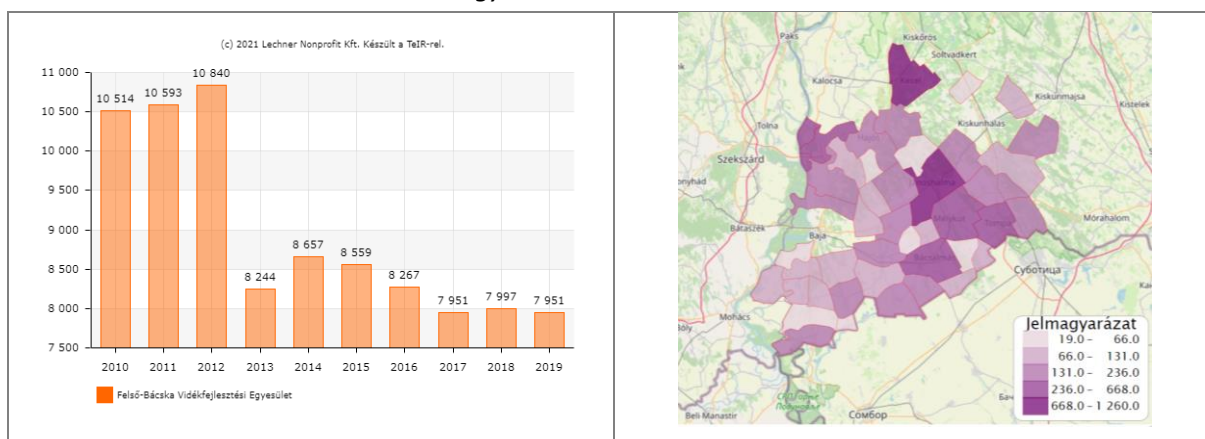 (c) 2021 Lechner Nonprofit Kft. Készült a TeIR-rel.
11 000
10 500
10 000
9 500
9 000
8 500
8 000
7 500
10 514
10 593
10 840
8 244
8 657
8 559
8 267
7 951
7 997
7 951
2010 2011 2012 2013 2014 2015 2016 2017 2018 2019
Felső-Bácska Vidékfejlesztési Egyesület
Paks
Kiskőrös
Soltvadkert
Kalocsa
Kiskunmajsa
Kistelek
Tolna
Kiskunhalas
Szekszárd
Mórahalom
Bátaszék
Baja
Mélykút
Tompa
Bácsalmás
Суботица
Mohács
Bóly
Beli Manastir
Сомбор
Jelmagyarázat
19.0 – 66.0
66.0 – 131.0
131.0 – 236.0
236.0 – 668.0
668.0 – 1 260.0